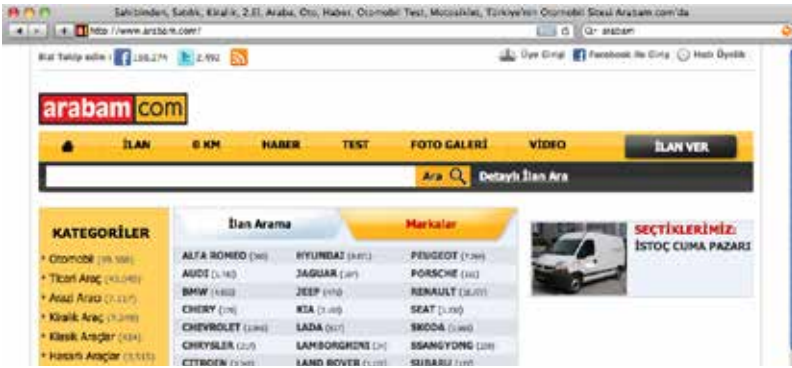 Sahibinden, Satılık, Kiralık, 2.El, Araba, Oto, Haber, Otomobil Test, Motosiklet, Türkiye'nin Otomobil Sitesi Arabam.com'da
http://www.arabam.com/
arabam
Bizi Takip edin:
Üye Girişi Facebook ile Giriş Hızlı Üyelik
arabam com
İLAN 0 KM HABER TEST FOTO GALERİ VİDEO İLAN VER
Ara Detaylı İlan Ara
KATEGORİLER
Otomobil
Ticari Araç
Arazi Aracı
Kiralık Araç
Klasik Araçlar
Hasarlı Araçlar
İlan Arama Markalar
ALFA ROMEO HYUNDAI PEUGEOT
AUDI JAGUAR PORSCHE
BMW JEEP RENAULT
CHERY KIA SEAT
CHEVROLET LADA SKODA
CHRYSLER LAMBORGHINI SSANGYONG
CITROEN LAND ROVER SUBARU
SEÇTİKLERİMİZ:
İSTOÇ CUMA PAZARI